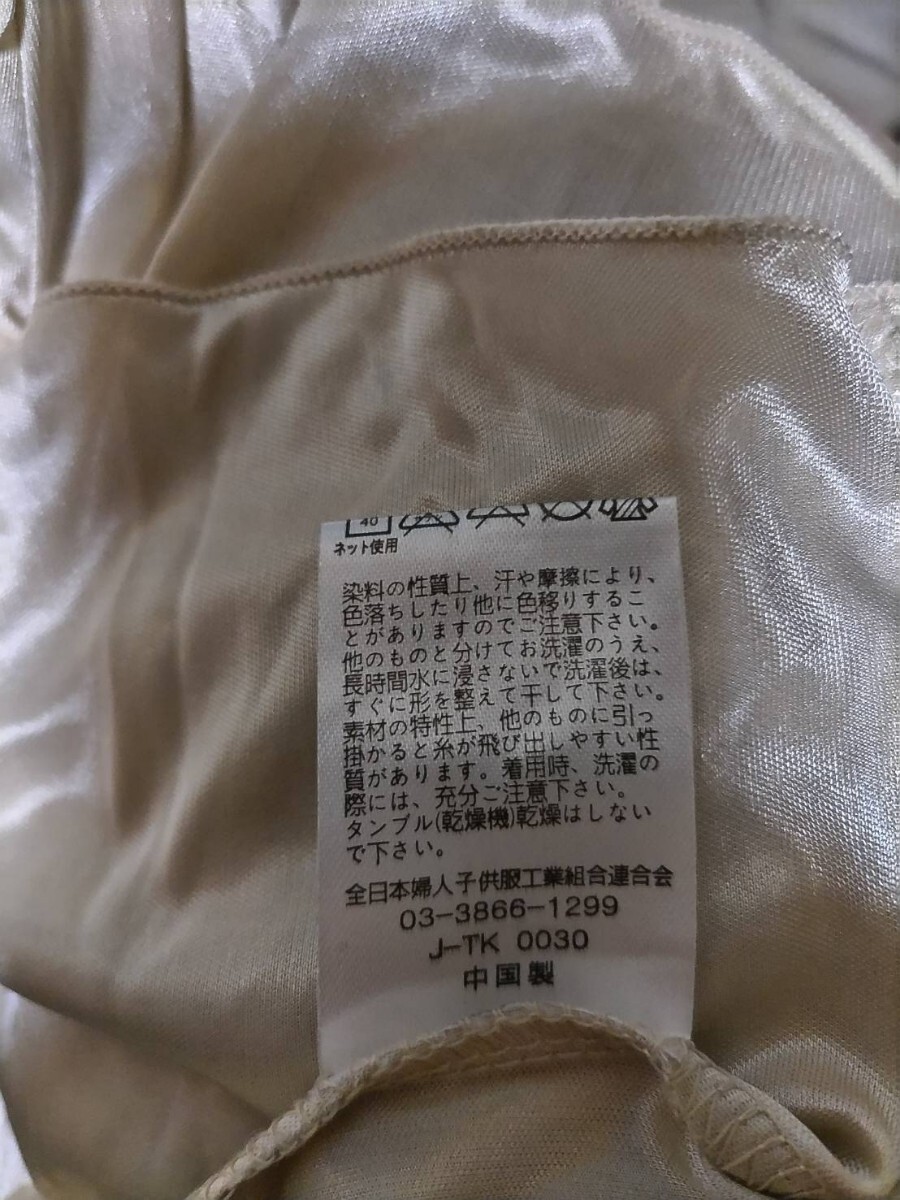 40
ネット使用
染料の性質上、汗や摩擦により、
色落ちしたり他に色移りするこ
とがありますのでご注意下さい。
他のものと分けてお洗濯のうえ、
長時間水に浸さないで洗濯後は、
すぐに形を整えて干して下さい。
素材の特性上、他のものに引っ
掛かると糸が飛び出しやすい性
質があります。着用時、洗濯の
際には、充分ご注意下さい。
タンブル(乾燥機)乾燥はしない
で下さい。
全日本婦人子供服工業組合連合会
03-3866-1299
J-TK 0030
中国製